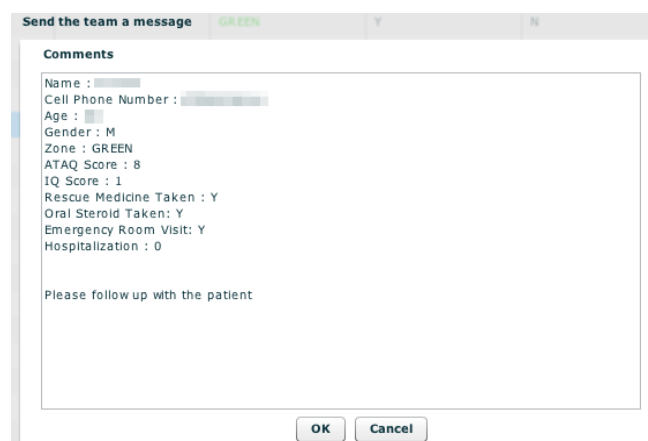 Send the team a message GREEN Y N
Comments
Name :
Cell Phone Number :
Age :
Gender : M
Zone : GREEN
ATAQ Score : 8
IQ Score : 1
Rescue Medicine Taken : Y
Oral Steroid Taken: Y
Emergency Room Visit: Y
Hospitalization : 0
Please follow up with the patient
OK Cancel